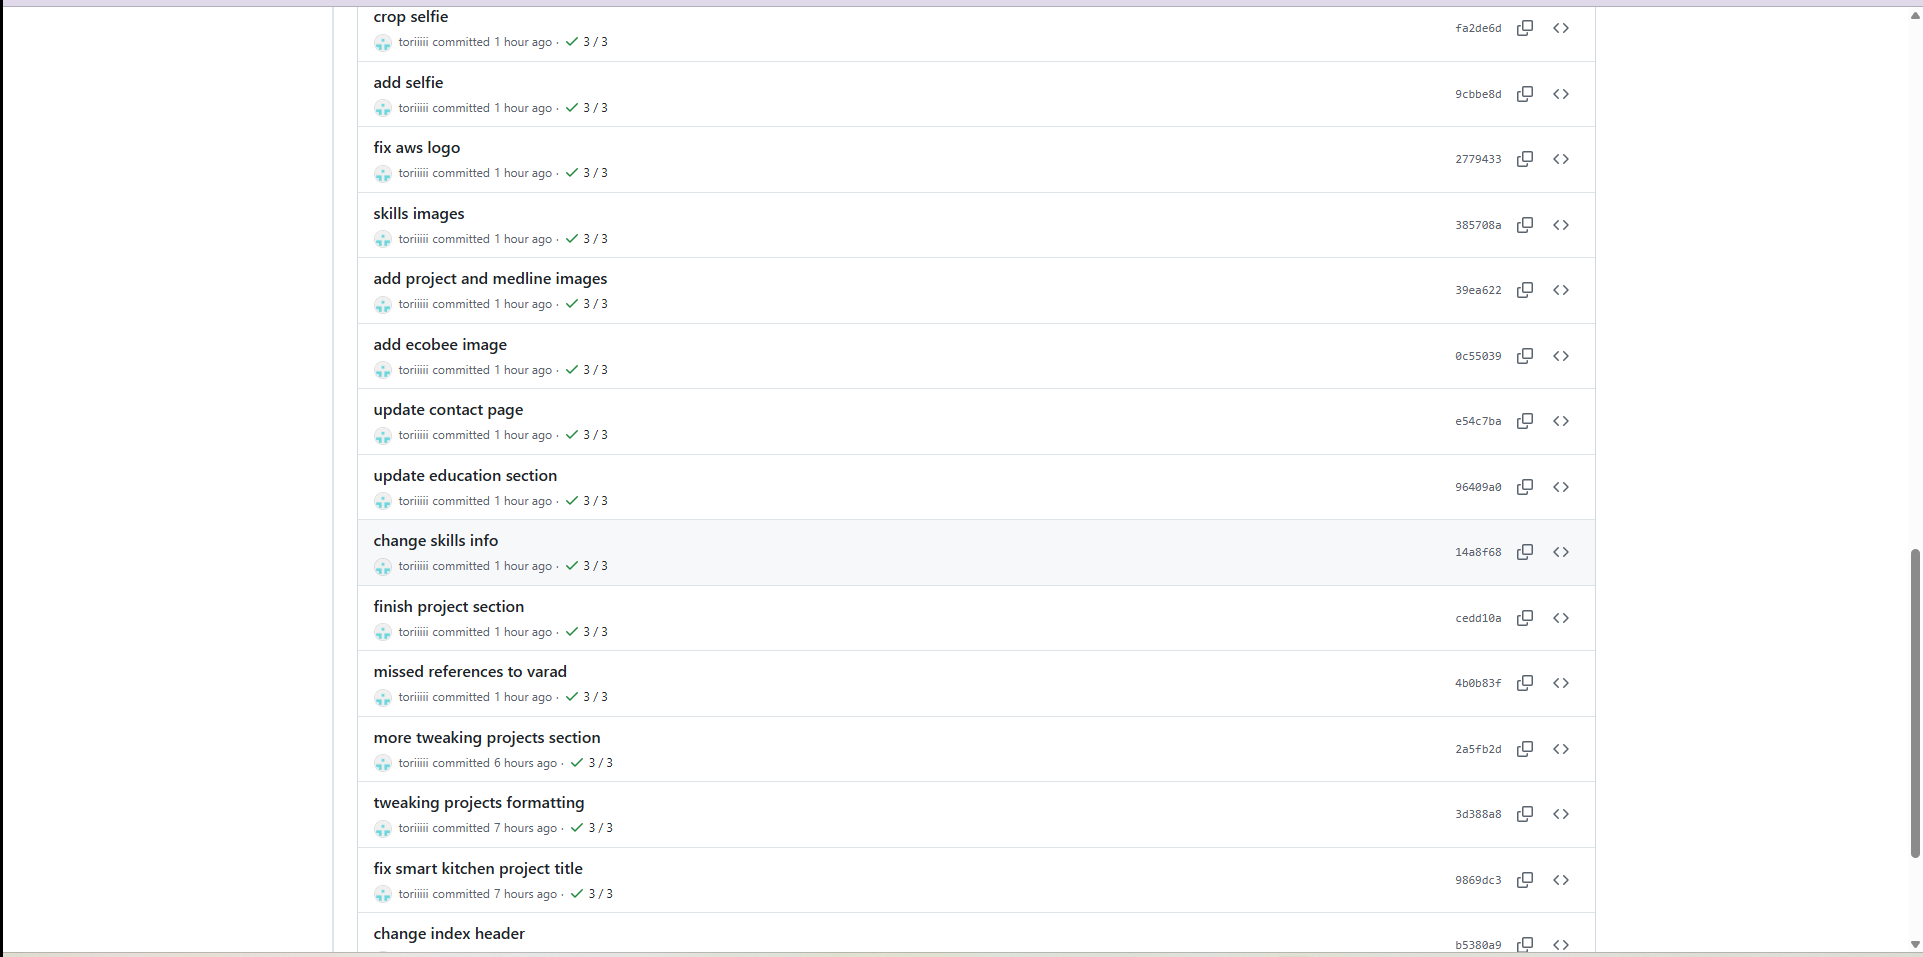 crop selfie
toriiiii committed 1 hour ago · 3 / 3
fa2de6d
add selfie
toriiiii committed 1 hour ago · 3 / 3
9cbbe8d
fix aws logo
toriiiii committed 1 hour ago · 3 / 3
2779433
skills images
toriiiii committed 1 hour ago · 3 / 3
385708a
add project and medline images
toriiiii committed 1 hour ago · 3 / 3
39ea622
add ecobee image
toriiiii committed 1 hour ago · 3 / 3
0c55039
update contact page
toriiiii committed 1 hour ago · 3 / 3
e54c7ba
update education section
toriiiii committed 1 hour ago · 3 / 3
96409a0
change skills info
toriiiii committed 1 hour ago · 3 / 3
14a8f68
finish project section
toriiiii committed 1 hour ago · 3 / 3
cedd10a
missed references to varad
toriiiii committed 1 hour ago · 3 / 3
4b0b83f
more tweaking projects section
toriiiii committed 6 hours ago · 3 / 3
2a5fb2d
tweaking projects formatting
toriiiii committed 7 hours ago · 3 / 3
3d388a8
fix smart kitchen project title
toriiiii committed 7 hours ago · 3 / 3
9869dc3
change index header
b5380a9